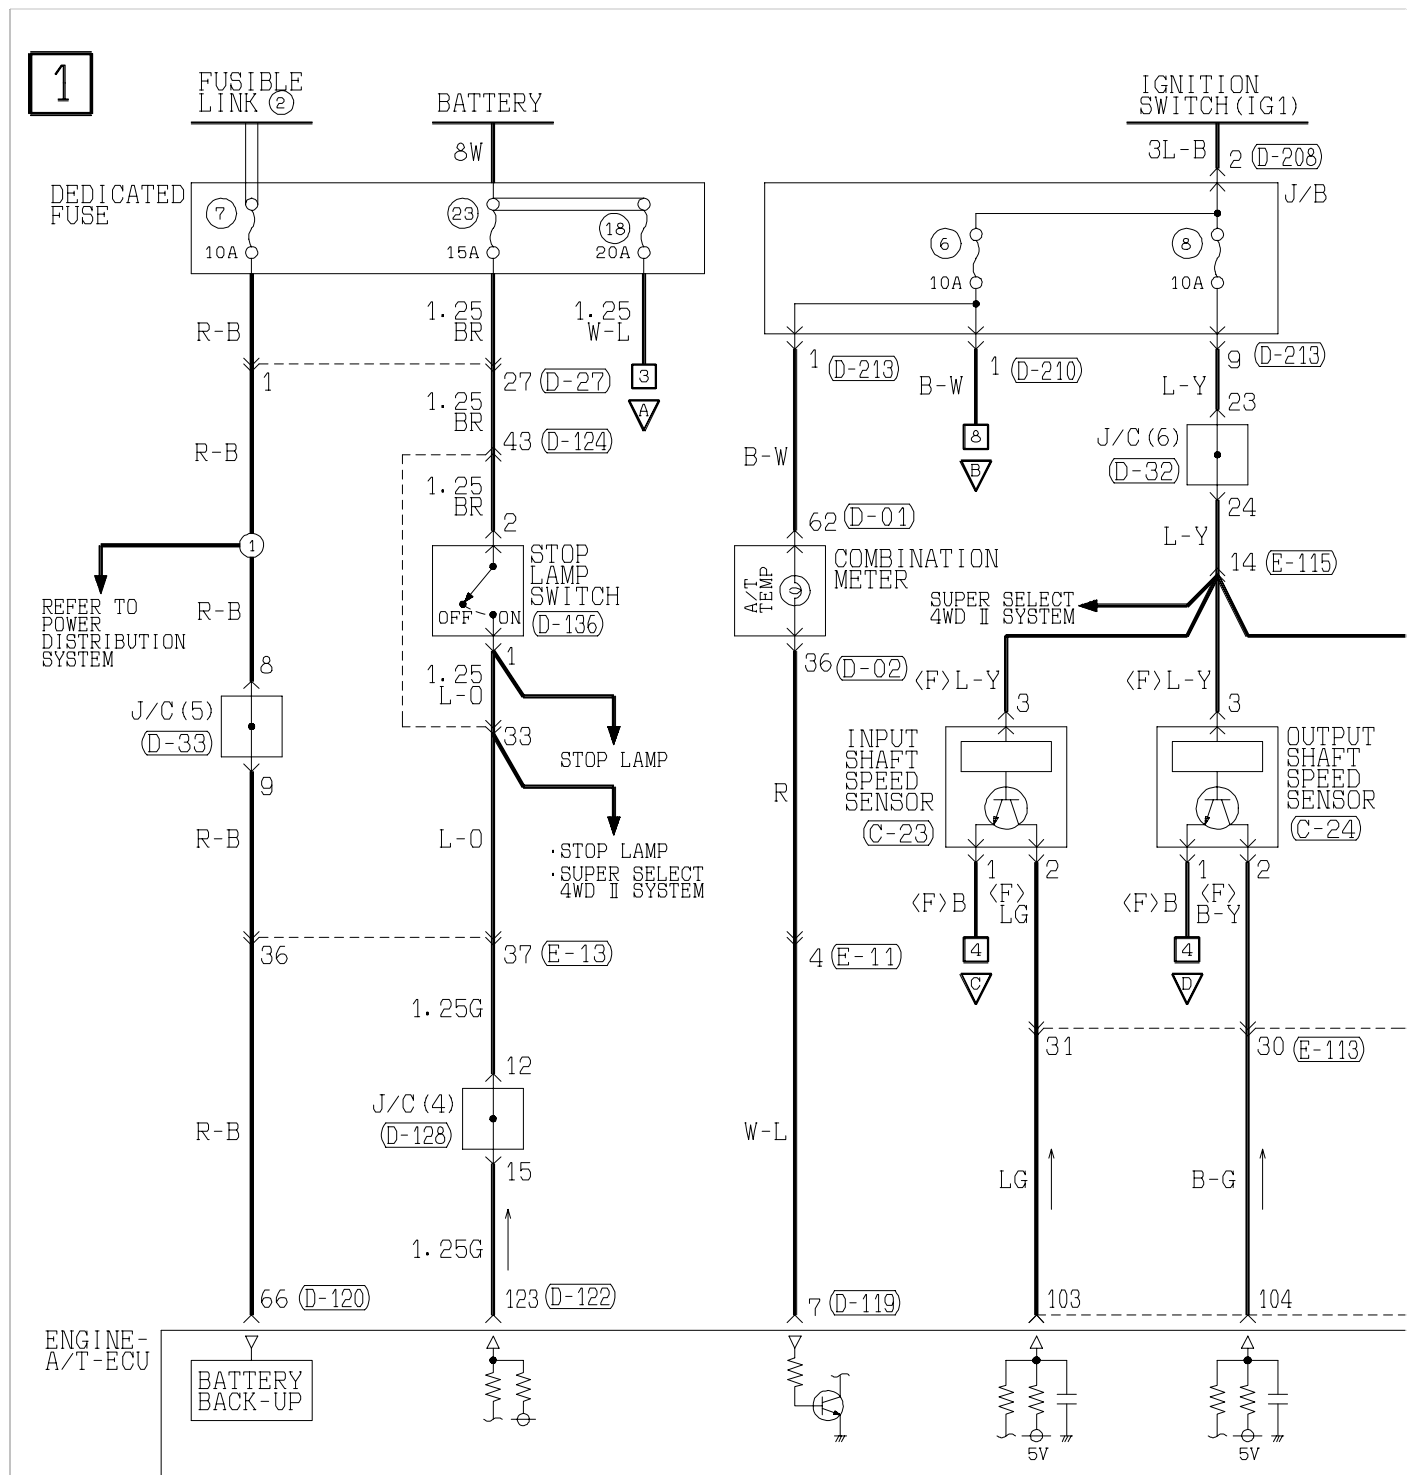 1
FUSIBLE
LINK ②
BATTERY
IGNITION
SWITCH(IG1)
8W
3L-B
2 (D-208)
DEDICATED
FUSE
J/B
7
10A
23
15A
18
20A
6
10A
8
10A
R-B
1.25
BR
1.25
W-L
1
27 (D-27)
3
A
1 (D-213)
B-W
1 (D-210)
9 (D-213)
L-Y
23
1.25
BR
43 (D-124)
R-B
B-W
8
B
J/C(6)
(D-32)
24
1.25
BR
2
62 (D-01)
L-Y
1
STOP
LAMP
SWITCH
(D-136)
OFF
ON
A/T
TEMP
COMBINATION
METER
14 (E-115)
REFER TO
POWER
DISTRIBUTION
SYSTEM
R-B
SUPER SELECT
4WD Ⅱ SYSTEM
8
1
1.25
L-O
36 (D-02)
<F>L-Y
3
<F>L-Y
3
J/C(5)
(D-33)
33
STOP LAMP
INPUT
SHAFT
SPEED
SENSOR
(C-23)
OUTPUT
SHAFT
SPEED
SENSOR
(C-24)
9
R
R-B
L-O
·STOP LAMP
·SUPER SELECT
4WD Ⅱ SYSTEM
1
2
<F>B
<F>
LG
1
2
<F>B
<F>
B-Y
36
37 (E-13)
4 (E-11)
4
C
4
D
1.25G
31
30 (E-113)
12
J/C(4)
(D-128)
R-B
W-L
15
LG
B-G
1.25G
66 (D-120)
123 (D-122)
7 (D-119)
103
104
ENGINE-
A/T-ECU
BATTERY
BACK-UP
5V
5V